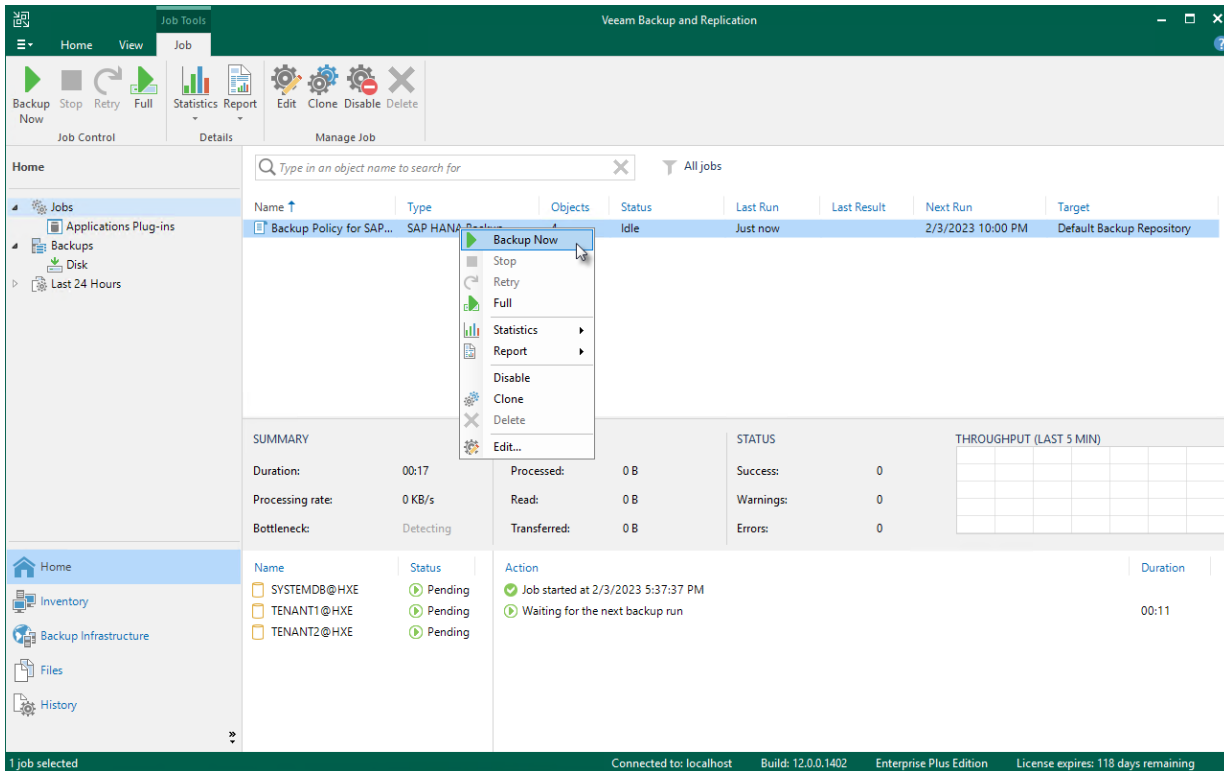 Job Tools
Veeam Backup and Replication
Home View Job
Backup Now Stop Retry Full Statistics Report Edit Clone Disable Delete
Job Control Details Manage Job
Home
Type in an object name to search for
All jobs
Jobs
Applications Plug-ins
Backups
Disk
Last 24 Hours
Name Type Objects Status Last Run Last Result Next Run Target
Backup Policy for SAP... SAP HANA Backup 4 Idle Just now 2/3/2023 10:00 PM Default Backup Repository
Backup Now
Stop
Retry
Full
Statistics
Report
Disable
Clone
Delete
Edit...
SUMMARY STATUS THROUGHPUT (LAST 5 MIN)
Duration: 00:17 Processed: 0 B Success: 0
Processing rate: 0 KB/s Read: 0 B Warnings: 0
Bottleneck: Detecting Transferred: 0 B Errors: 0
Home
Inventory
Backup Infrastructure
Files
History
Name Status Action Duration
SYSTEMDB@HXE Pending Job started at 2/3/2023 5:37:37 PM
TENANT1@HXE Pending Waiting for the next backup run 00:11
TENANT2@HXE Pending
1 job selected Connected to: localhost Build: 12.0.0.1402 Enterprise Plus Edition License expires: 118 days remaining